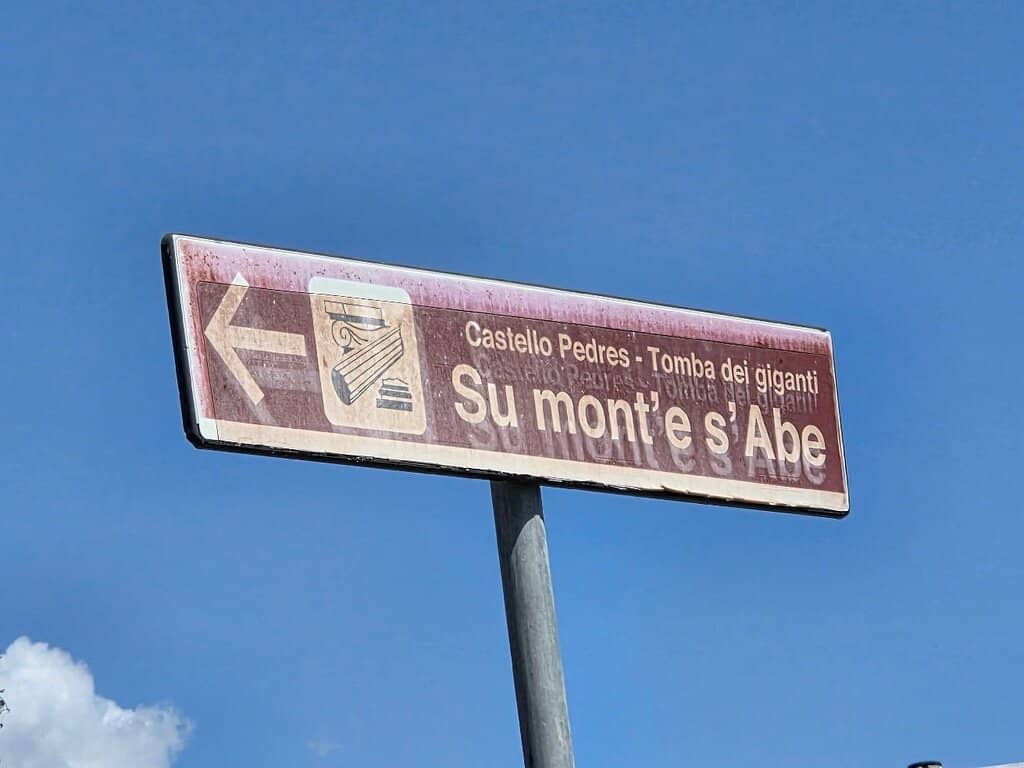 Castello Pedres - Tomba dei giganti
Su mont'e s'Abe